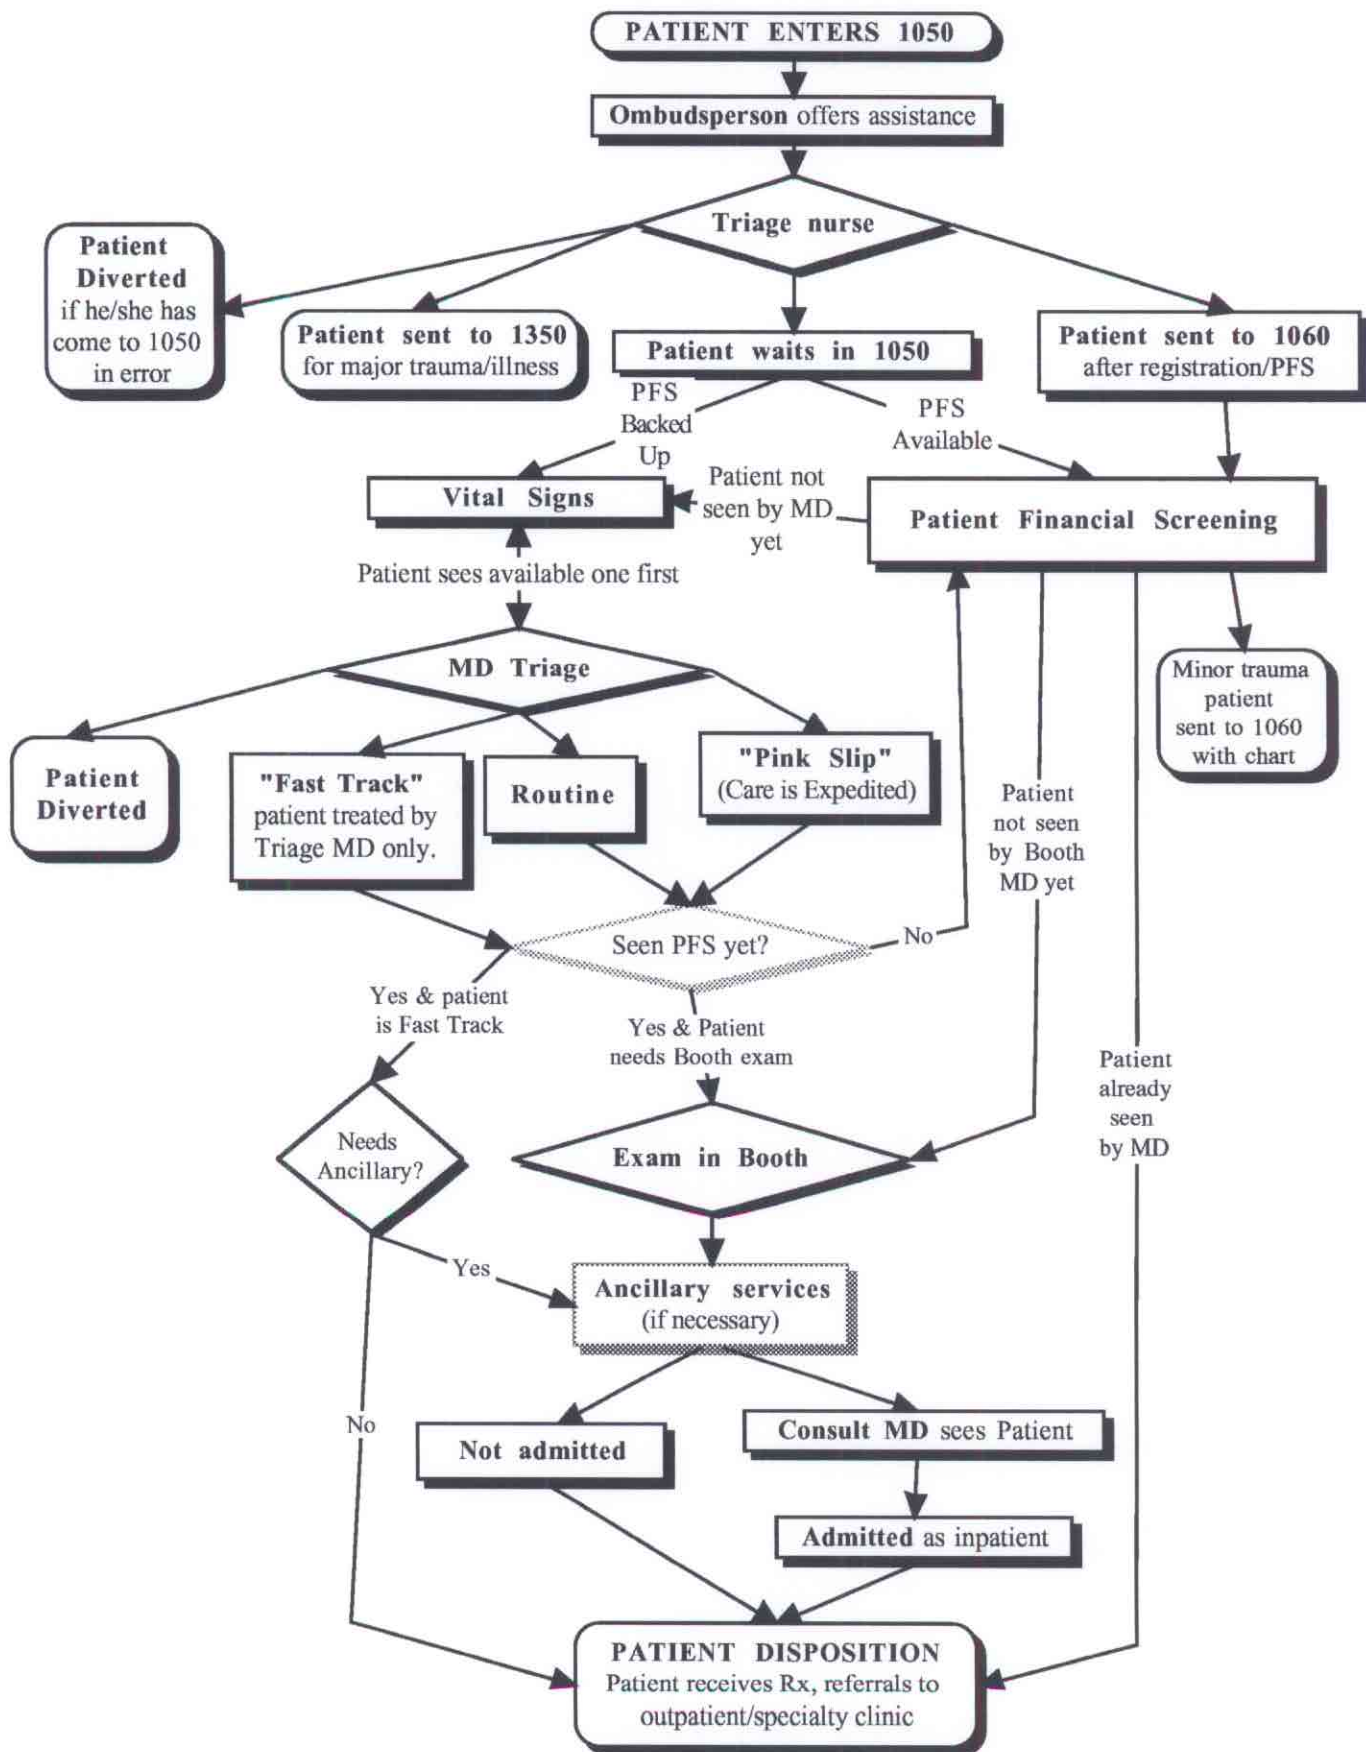 PATIENT ENTERS 1050
Ombudsperson offers assistance
Triage nurse
Patient
Diverted
if he/she has
come to 1050
in error
Patient sent to 1350
for major trauma/illness
Patient waits in 1050
Patient sent to 1060
after registration/PFS
PFS
Backed
Up
PFS
Available
Vital Signs
Patient not
seen by MD
yet
Patient Financial Screening
Patient sees available one first
MD Triage
Minor trauma
patient
sent to 1060
with chart
Patient
Diverted
"Fast Track"
patient treated by
Triage MD only.
Routine
"Pink Slip"
(Care is Expedited)
Patient
not seen
by Booth
MD yet
Seen PFS yet?
No
Yes & patient
is Fast Track
Yes & Patient
needs Booth exam
Patient
already
seen
by MD
Needs
Ancillary?
Exam in Booth
Yes
Ancillary services
(if necessary)
No
Not admitted
Consult MD sees Patient
Admitted as inpatient
PATIENT DISPOSITION
Patient receives Rx, referrals to
outpatient/specialty clinic